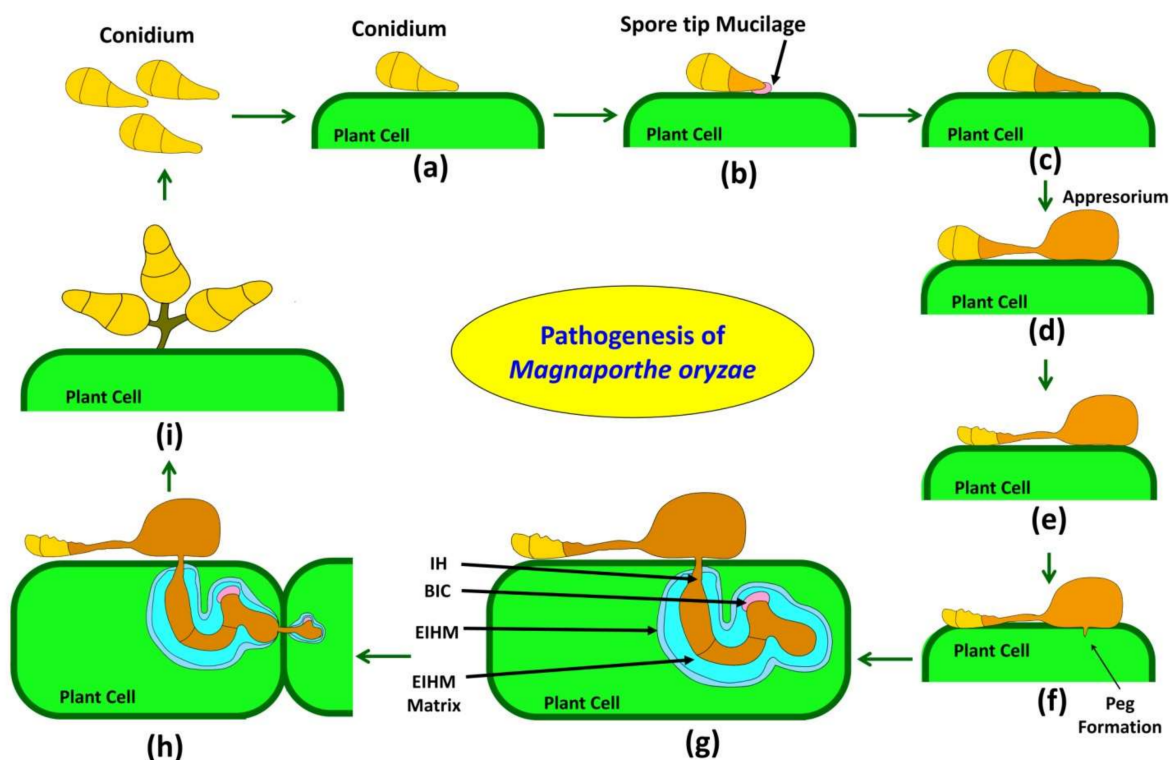 Conidium
Conidium
Plant Cell
(a)
Spore tip Mucilage
Plant Cell
(b)
Plant Cell
(c)
Appresorium
Plant Cell
(d)
Plant Cell
(e)
Plant Cell
(f)
Peg
Formation
IH
BIC
EIHM
EIHM
Matrix
Plant Cell
(g)
Plant Cell
(h)
Plant Cell
(i)
Pathogenesis of
Magnaporthe oryzae